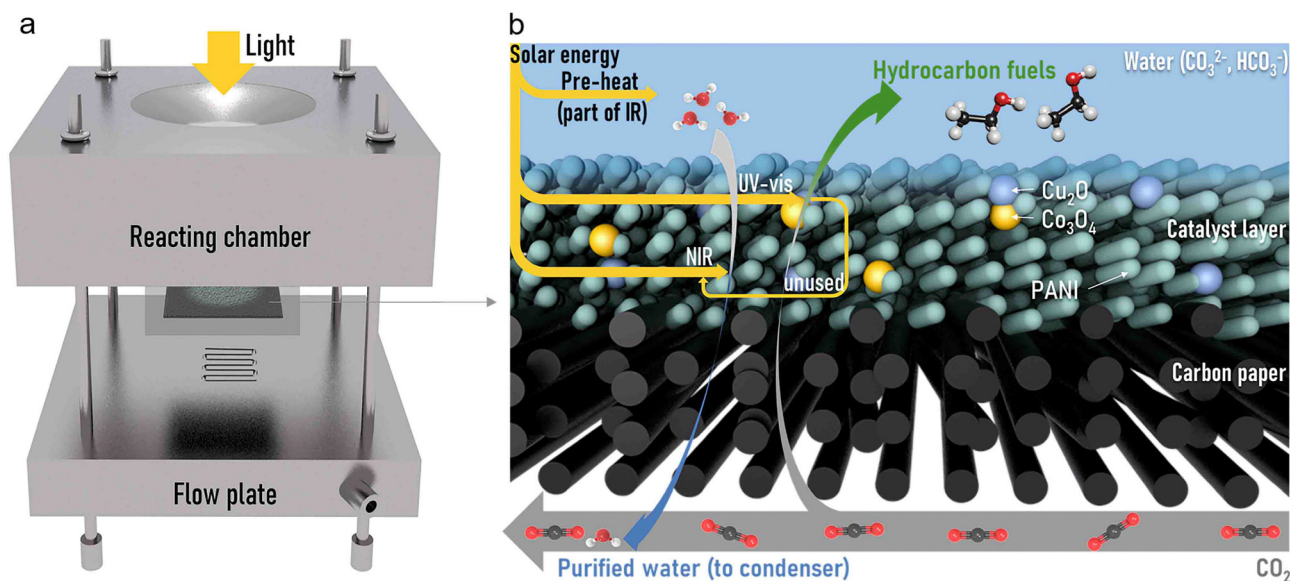 a
Light
Reacting chamber
Flow plate
b
Solar energy
Pre-heat
(part of IR)
Hydrocarbon fuels
Water (CO₃²⁻, HCO₃⁻)
UV-vis
Cu₂O
Co₃O₄
Catalyst layer
NIR
unused
PANI
Carbon paper
Purified water (to condenser)
CO₂